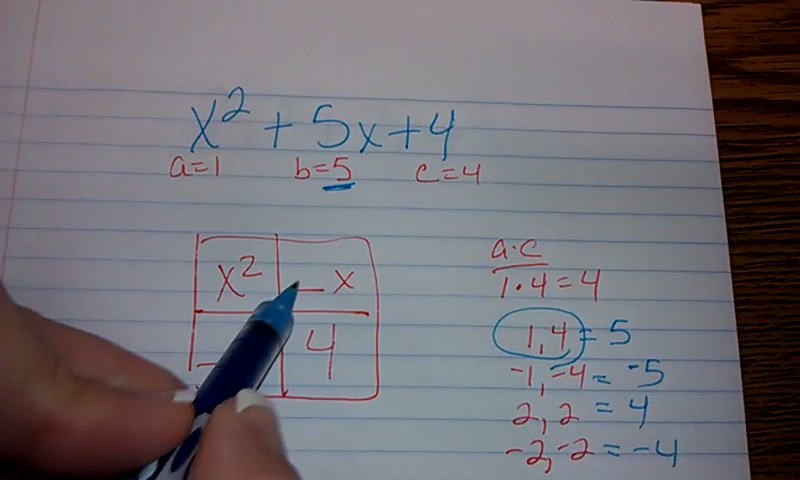 x² + 5x + 4
a=1 b=5 c=4
x² _x
_
4
a·c
1·4=4
1,4 = 5
-1,-4 = -5
2,2 = 4
-2,-2 = -4